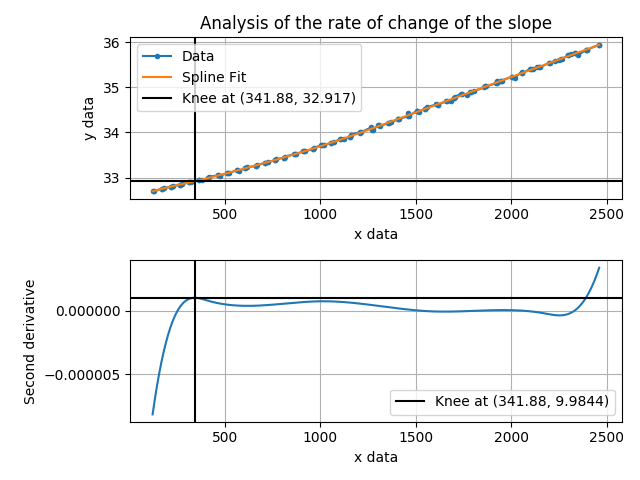 Analysis of the rate of change of the slope
36
35
34
33
y data
Data
Spline Fit
Knee at (341.88, 32.917)
500
1000
1500
2000
2500
x data
0.000000
−0.000005
Second derivative
Knee at (341.88, 9.9844)
500
1000
1500
2000
2500
x data